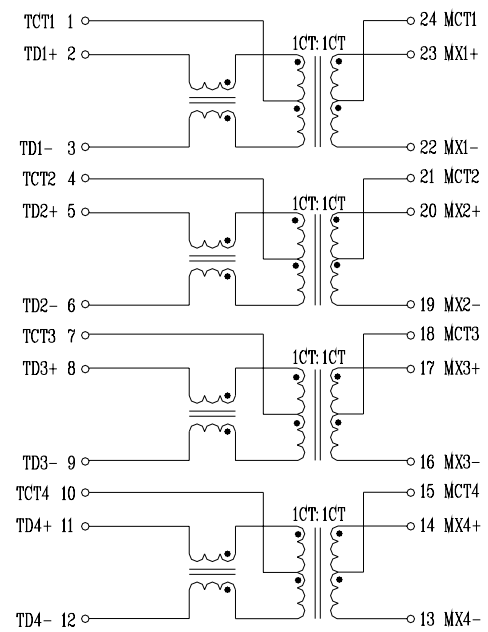 TCT1 1 24 MCT1
1CT:1CT
TD1+ 2 23 MX1+
TD1- 3 22 MX1-
TCT2 4 21 MCT2
1CT:1CT
TD2+ 5 20 MX2+
TD2- 6 19 MX2-
TCT3 7 18 MCT3
1CT:1CT
TD3+ 8 17 MX3+
TD3- 9 16 MX3-
TCT4 10 15 MCT4
1CT:1CT
TD4+ 11 14 MX4+
TD4- 12 13 MX4-